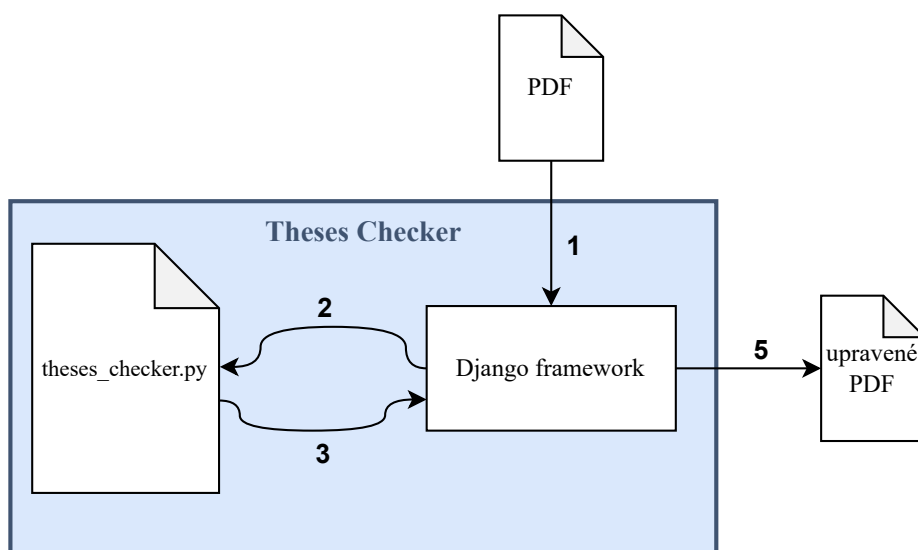 PDF
1
Theses Checker
2
theses_checker.py
Django framework
5
upravené
PDF
3